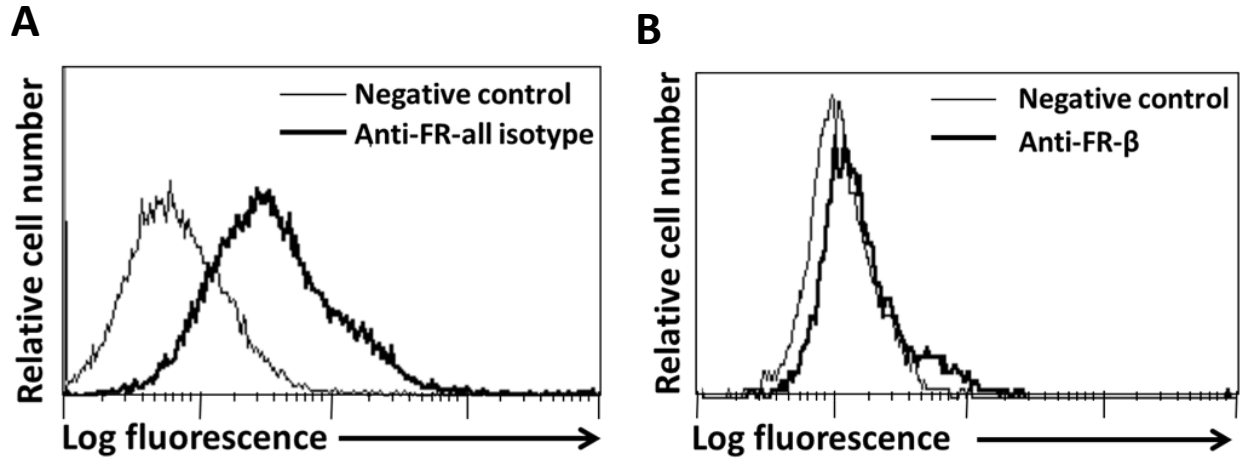 A
Relative cell number
Negative control
Anti-FR-all isotype
Log fluorescence
B
Relative cell number
Negative control
Anti-FR-β
Log fluorescence